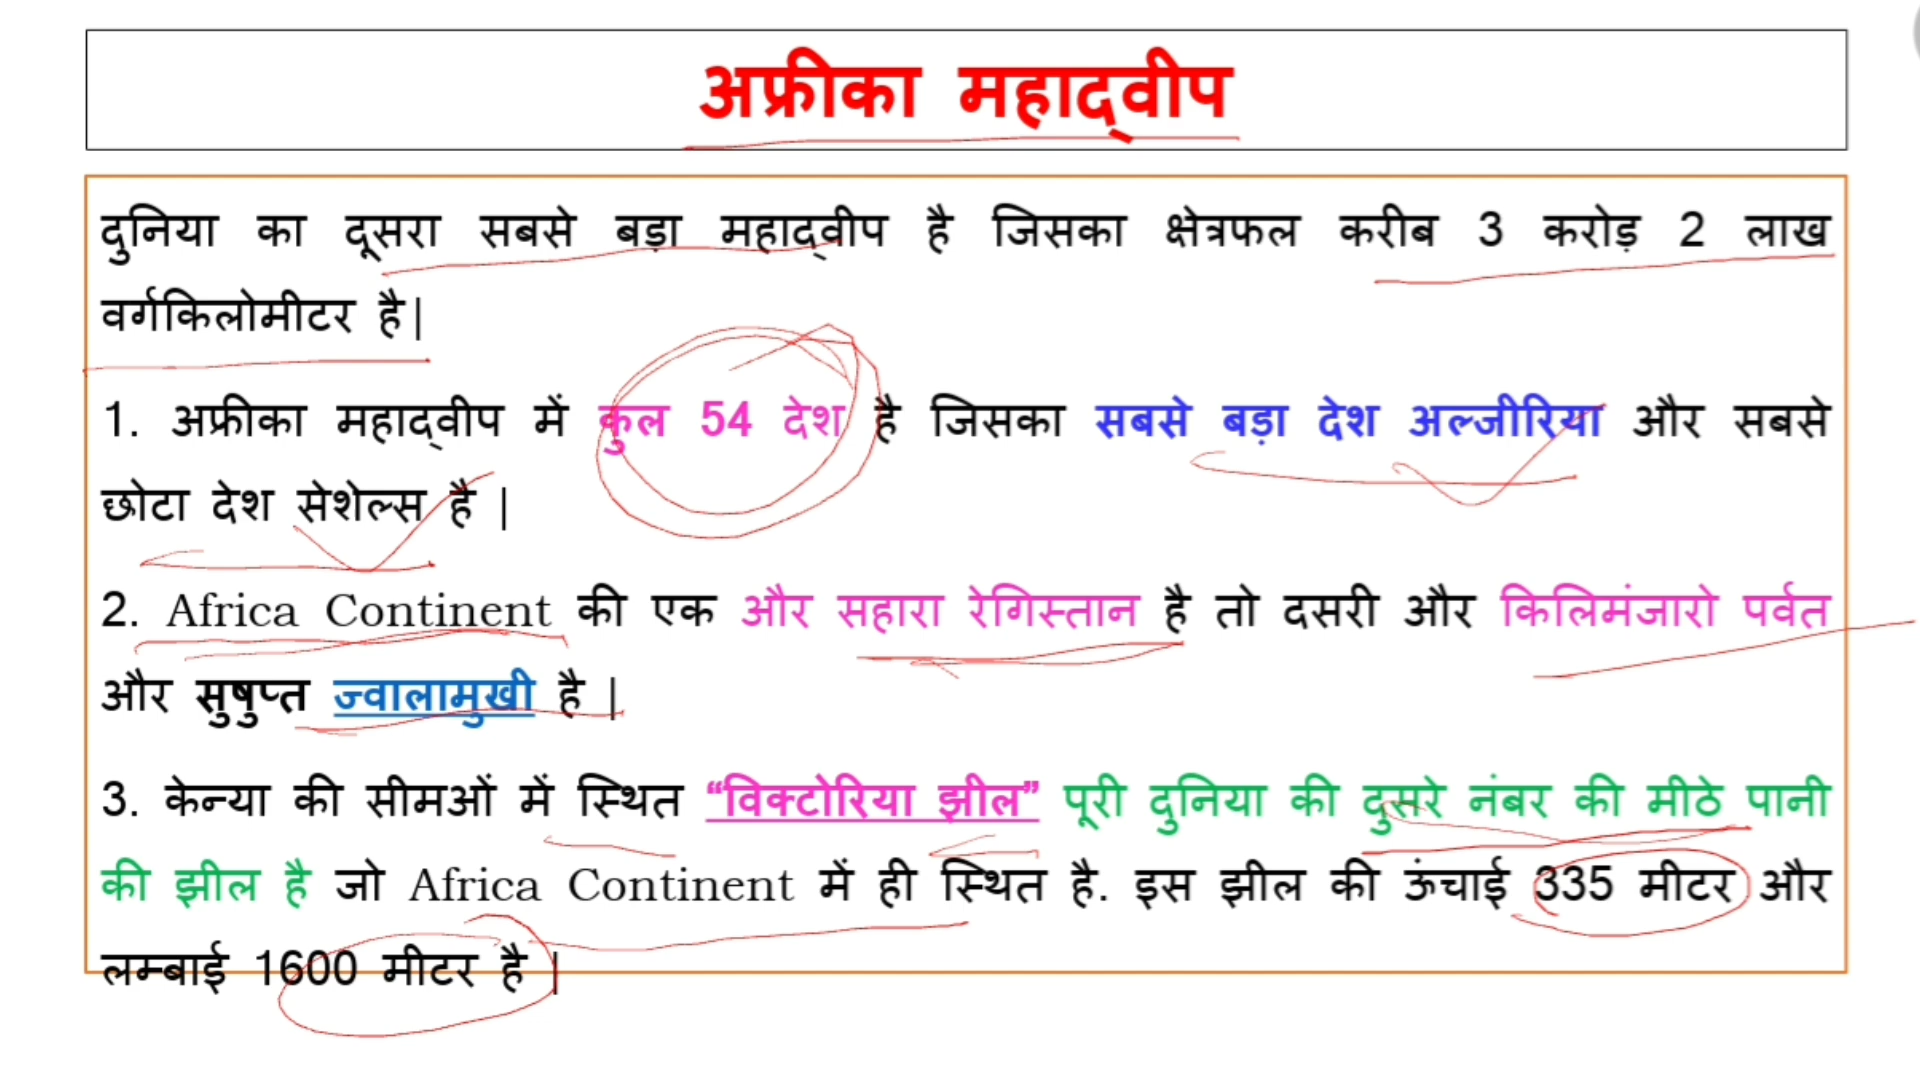 अफ्रीका महाद्वीप
दुनिया का दूसरा सबसे बड़ा महाद्वीप है जिसका क्षेत्रफल करीब 3 करोड़ 2 लाख
वर्गकिलोमीटर है|
1. अफ्रीका महाद्वीप में कुल 54 देश है जिसका सबसे बड़ा देश अल्जीरिया और सबसे
छोटा देश सेशेल्स है |
2. Africa Continent की एक और सहारा रेगिस्तान है तो दसरी और किलिमंजारो पर्वत
और सुषुप्त ज्वालामुखी है |
3. केन्या की सीमओं में स्थित “विक्टोरिया झील” पूरी दुनिया की दुसरे नंबर की मीठे पानी
की झील है जो Africa Continent में ही स्थित है. इस झील की ऊंचाई 335 मीटर और
लम्बाई 1600 मीटर है |